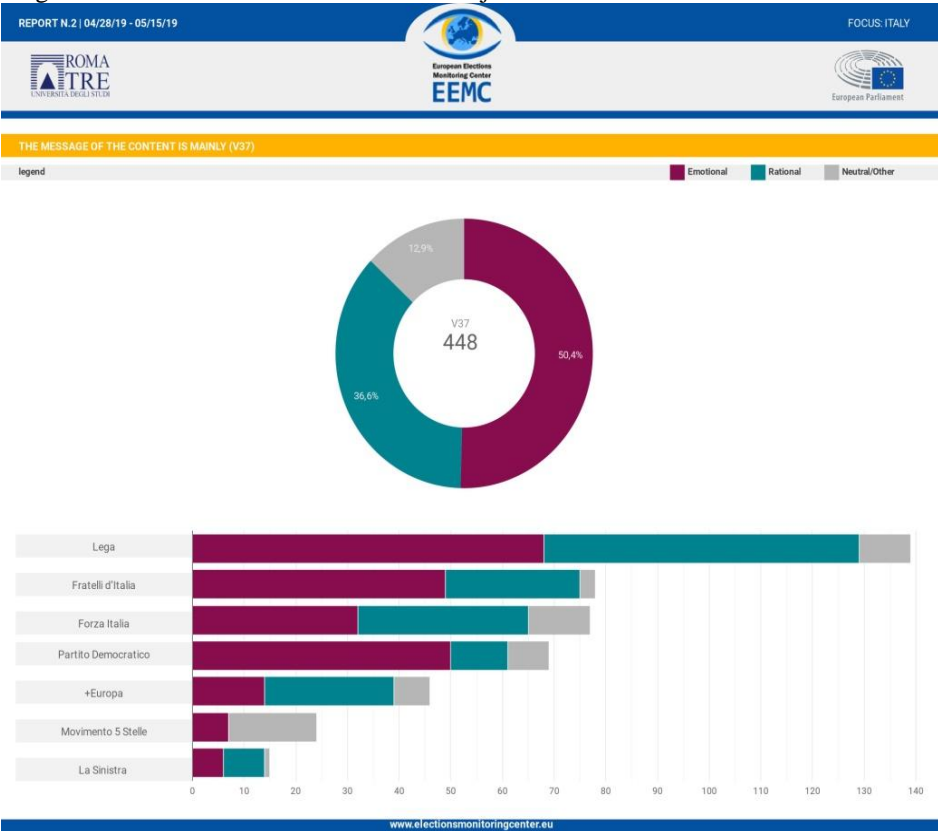 REPORT N.2 | 04/28/19 - 05/15/19
FOCUS: ITALY
ROMA
TRE
UNIVERSITÀ DEGLI STUDI
European Elections
Monitoring Center
EEMC
European Parliament
THE MESSAGE OF THE CONTENT IS MAINLY (V37)
legend
Emotional Rational Neutral/Other
12,9%
V37
448
50,4%
36,6%
Lega
Fratelli d'Italia
Forza Italia
Partito Democratico
+Europa
Movimento 5 Stelle
La Sinistra
0 10 20 30 40 50 60 70 80 90 100 110 120 130 140
www.electionsmonitoringcenter.eu